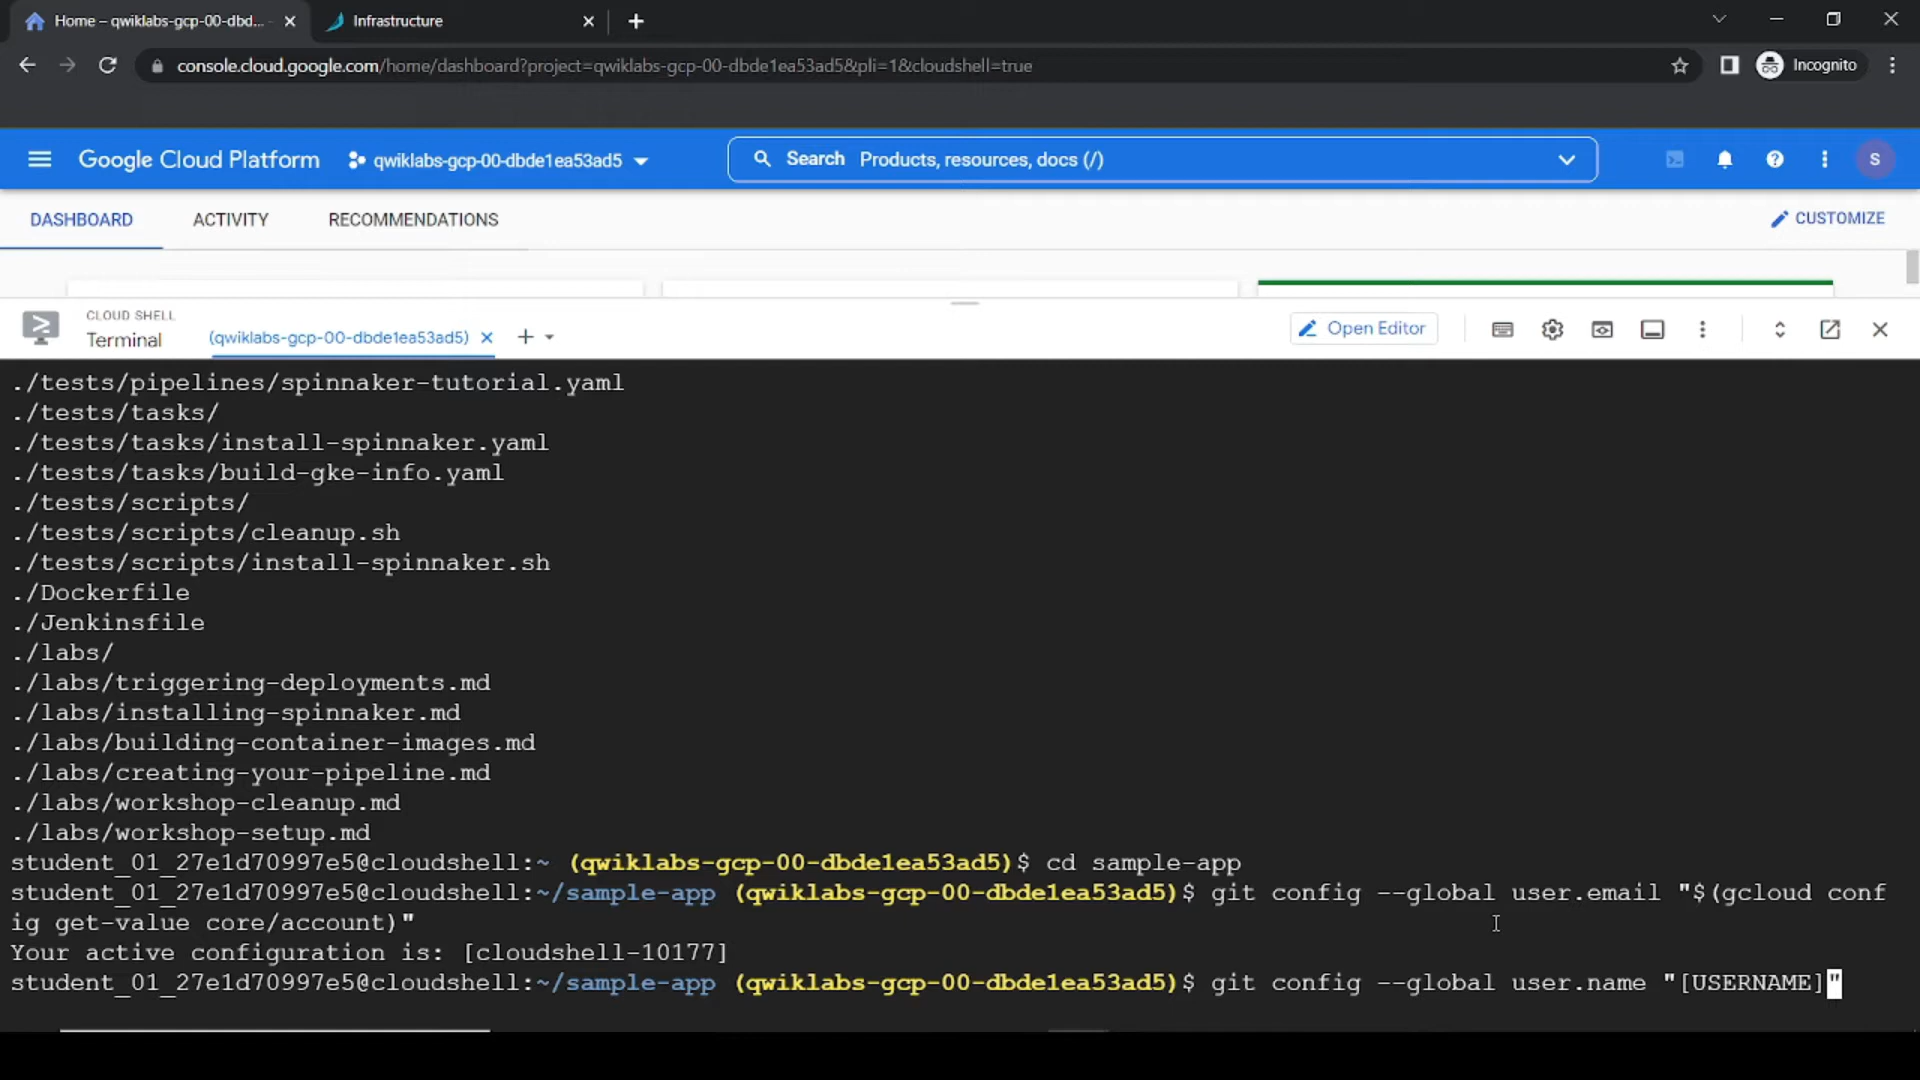 Home – qwiklabs-gcp-00-dbd...
Infrastructure
console.cloud.google.com/home/dashboard?project=qwiklabs-gcp-00-dbde1ea53ad5&pli=1&cloudshell=true
Incognito
Google Cloud Platform
qwiklabs-gcp-00-dbde1ea53ad5
Search Products, resources, docs (/)
S
DASHBOARD
ACTIVITY
RECOMMENDATIONS
CUSTOMIZE
CLOUD SHELL
Terminal
(qwiklabs-gcp-00-dbde1ea53ad5)
Open Editor
./tests/pipelines/spinnaker-tutorial.yaml
./tests/tasks/
./tests/tasks/install-spinnaker.yaml
./tests/tasks/build-gke-info.yaml
./tests/scripts/
./tests/scripts/cleanup.sh
./tests/scripts/install-spinnaker.sh
./Dockerfile
./Jenkinsfile
./labs/
./labs/triggering-deployments.md
./labs/installing-spinnaker.md
./labs/building-container-images.md
./labs/creating-your-pipeline.md
./labs/workshop-cleanup.md
./labs/workshop-setup.md
student_01_27e1d70997e5@cloudshell:~ (qwiklabs-gcp-00-dbde1ea53ad5)$ cd sample-app
student_01_27e1d70997e5@cloudshell:~/sample-app (qwiklabs-gcp-00-dbde1ea53ad5)$ git config --global user.email "$(gcloud conf
ig get-value core/account)"
Your active configuration is: [cloudshell-10177]
student_01_27e1d70997e5@cloudshell:~/sample-app (qwiklabs-gcp-00-dbde1ea53ad5)$ git config --global user.name "[USERNAME]"